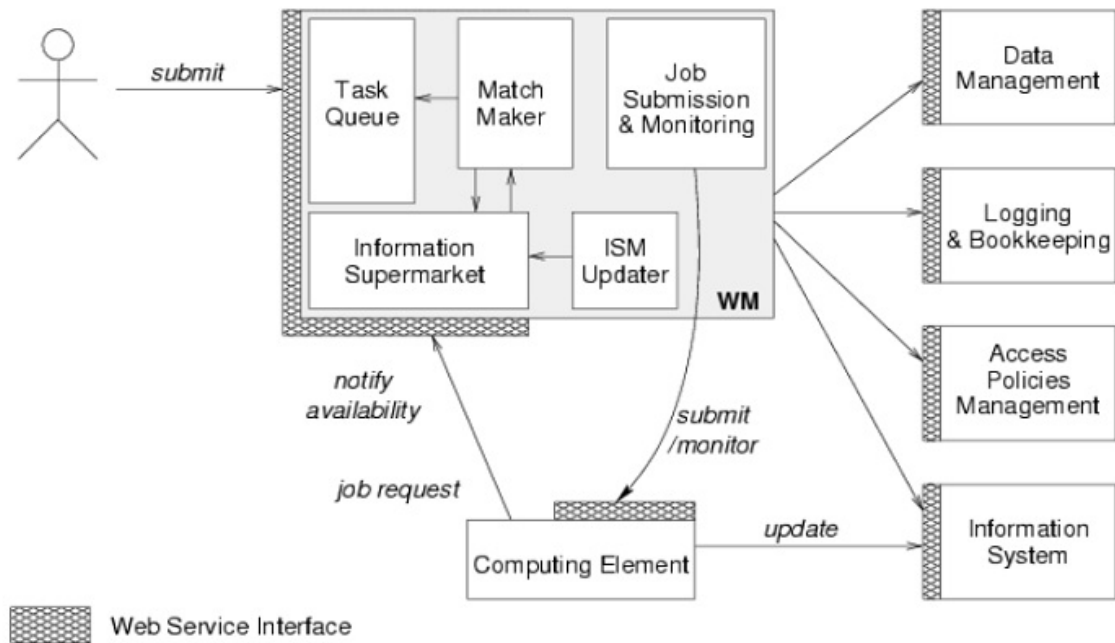 submit
Task
Queue
Match
Maker
Job
Submission
& Monitoring
Information
Supermarket
ISM
Updater
WM
Data
Management
Logging
& Bookkeeping
Access
Policies
Management
Information
System
notify
availability
job request
submit
/monitor
Computing Element
update
Web Service Interface